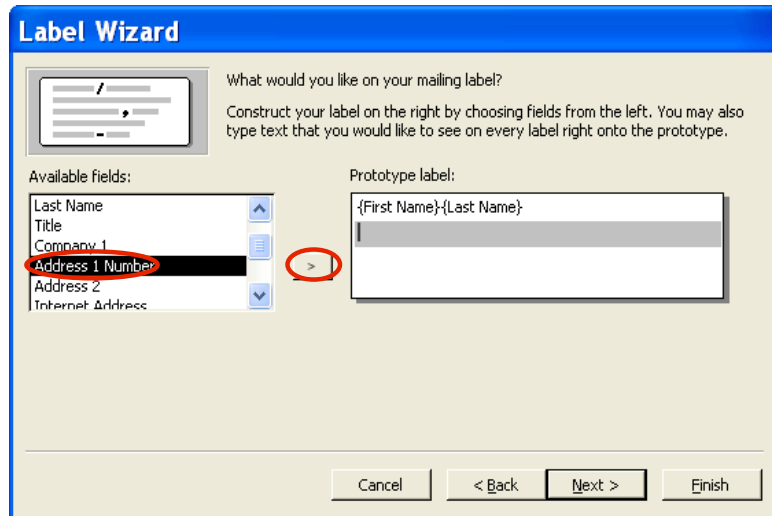 Label Wizard
What would you like on your mailing label?
Construct your label on the right by choosing fields from the left. You may also
type text that you would like to see on every label right onto the prototype.
Available fields:
Last Name
Title
Company 1
Address 1 Number
Address 2
Internet Address
>
Prototype label:
{First Name}{Last Name}
Cancel
< Back
Next >
Finish